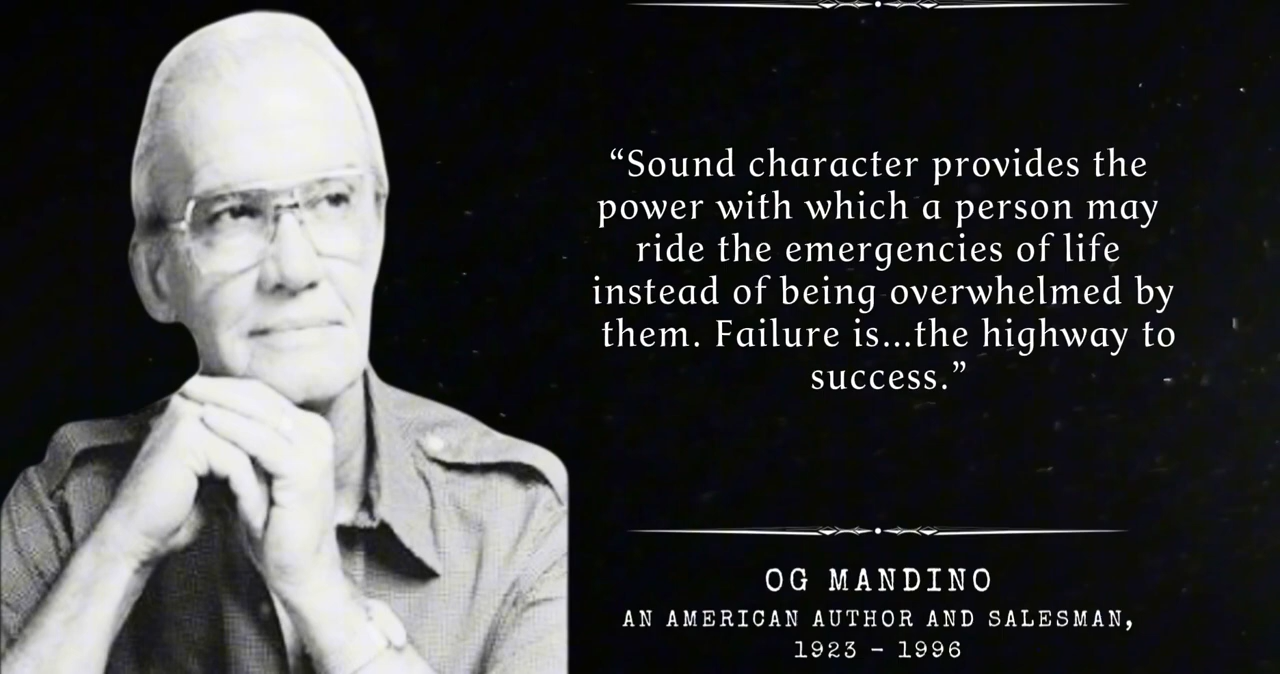 “Sound character provides the
power with which a person may
ride the emergencies of life
instead of being overwhelmed by
them. Failure is...the highway to
success.”
OG MANDINO
AN AMERICAN AUTHOR AND SALESMAN,
1923 – 1996